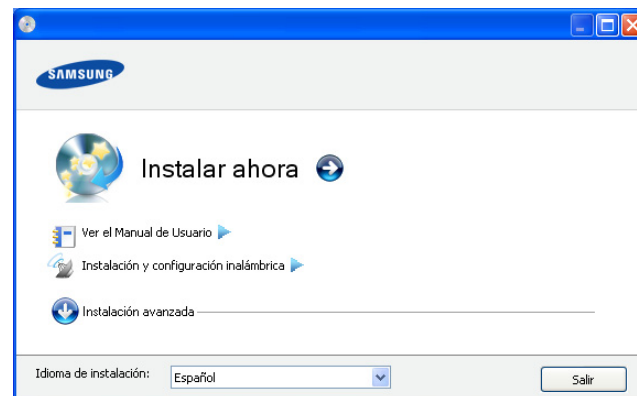 SAMSUNG
Instalar ahora
Ver el Manual de Usuario
Instalación y configuración inalámbrica
Instalación avanzada
Idioma de instalación: Español Salir